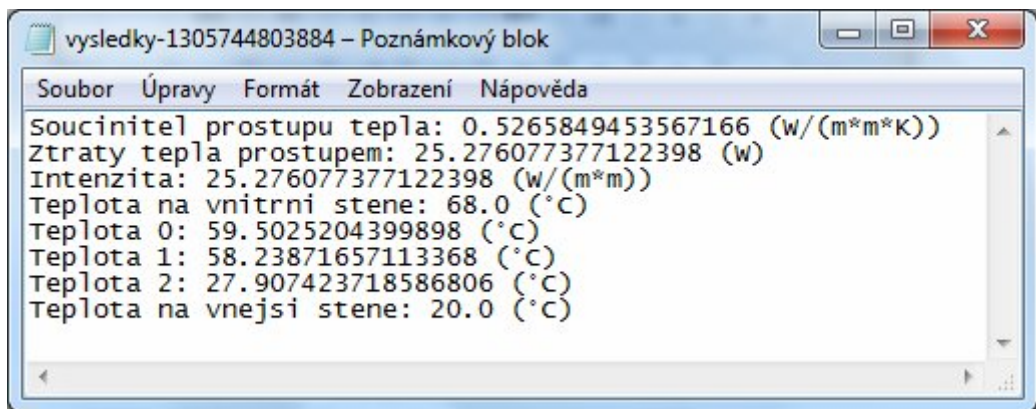 vysledky-1305744803884 – Poznámkový blok
Soubor Úpravy Formát Zobrazení Nápověda
Soucinitel prostupu tepla: 0.5265849453567166 (W/(m*m*K))
Ztraty tepla prostupem: 25.276077377122398 (W)
Intenzita: 25.276077377122398 (W/(m*m))
Teplota na vnitrni stene: 68.0 (°C)
Teplota 0: 59.5025204399898 (°C)
Teplota 1: 58.23871657113368 (°C)
Teplota 2: 27.907423718586806 (°C)
Teplota na vnejsi stene: 20.0 (°C)